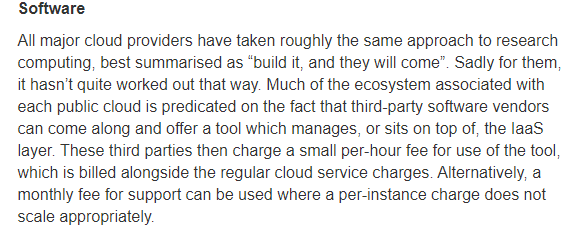 Software
All major cloud providers have taken roughly the same approach to research
computing, best summarised as “build it, and they will come”. Sadly for them,
it hasn’t quite worked out that way. Much of the ecosystem associated with
each public cloud is predicated on the fact that third-party software vendors
can come along and offer a tool which manages, or sits on top of, the IaaS
layer. These third parties then charge a small per-hour fee for use of the tool,
which is billed alongside the regular cloud service charges. Alternatively, a
monthly fee for support can be used where a per-instance charge does not
scale appropriately.